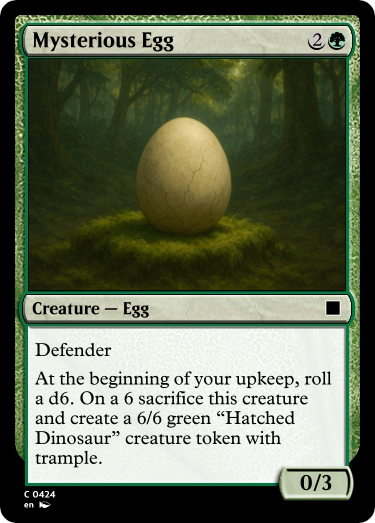 Mysterious Egg 2
Creature — Egg
Defender
At the beginning of your upkeep, roll
a d6. On a 6 sacrifice this creature
and create a 6/6 green “Hatched
Dinosaur” creature token with
trample.
0/3
C 0424
en